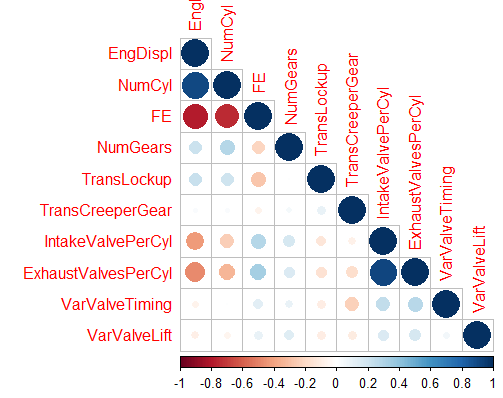 Engl
NumCyl
FE
NumGears
TransLockup
TransCreeperGear
IntakeValvePerCyl
ExhaustValvesPerCyl
VarValveTiming
VarValveLift
EngDispl
NumCyl
FE
NumGears
TransLockup
TransCreeperGear
IntakeValvePerCyl
ExhaustValvesPerCyl
VarValveTiming
VarValveLift
-1 -0.8 -0.6 -0.4 -0.2 0 0.2 0.4 0.6 0.8 1